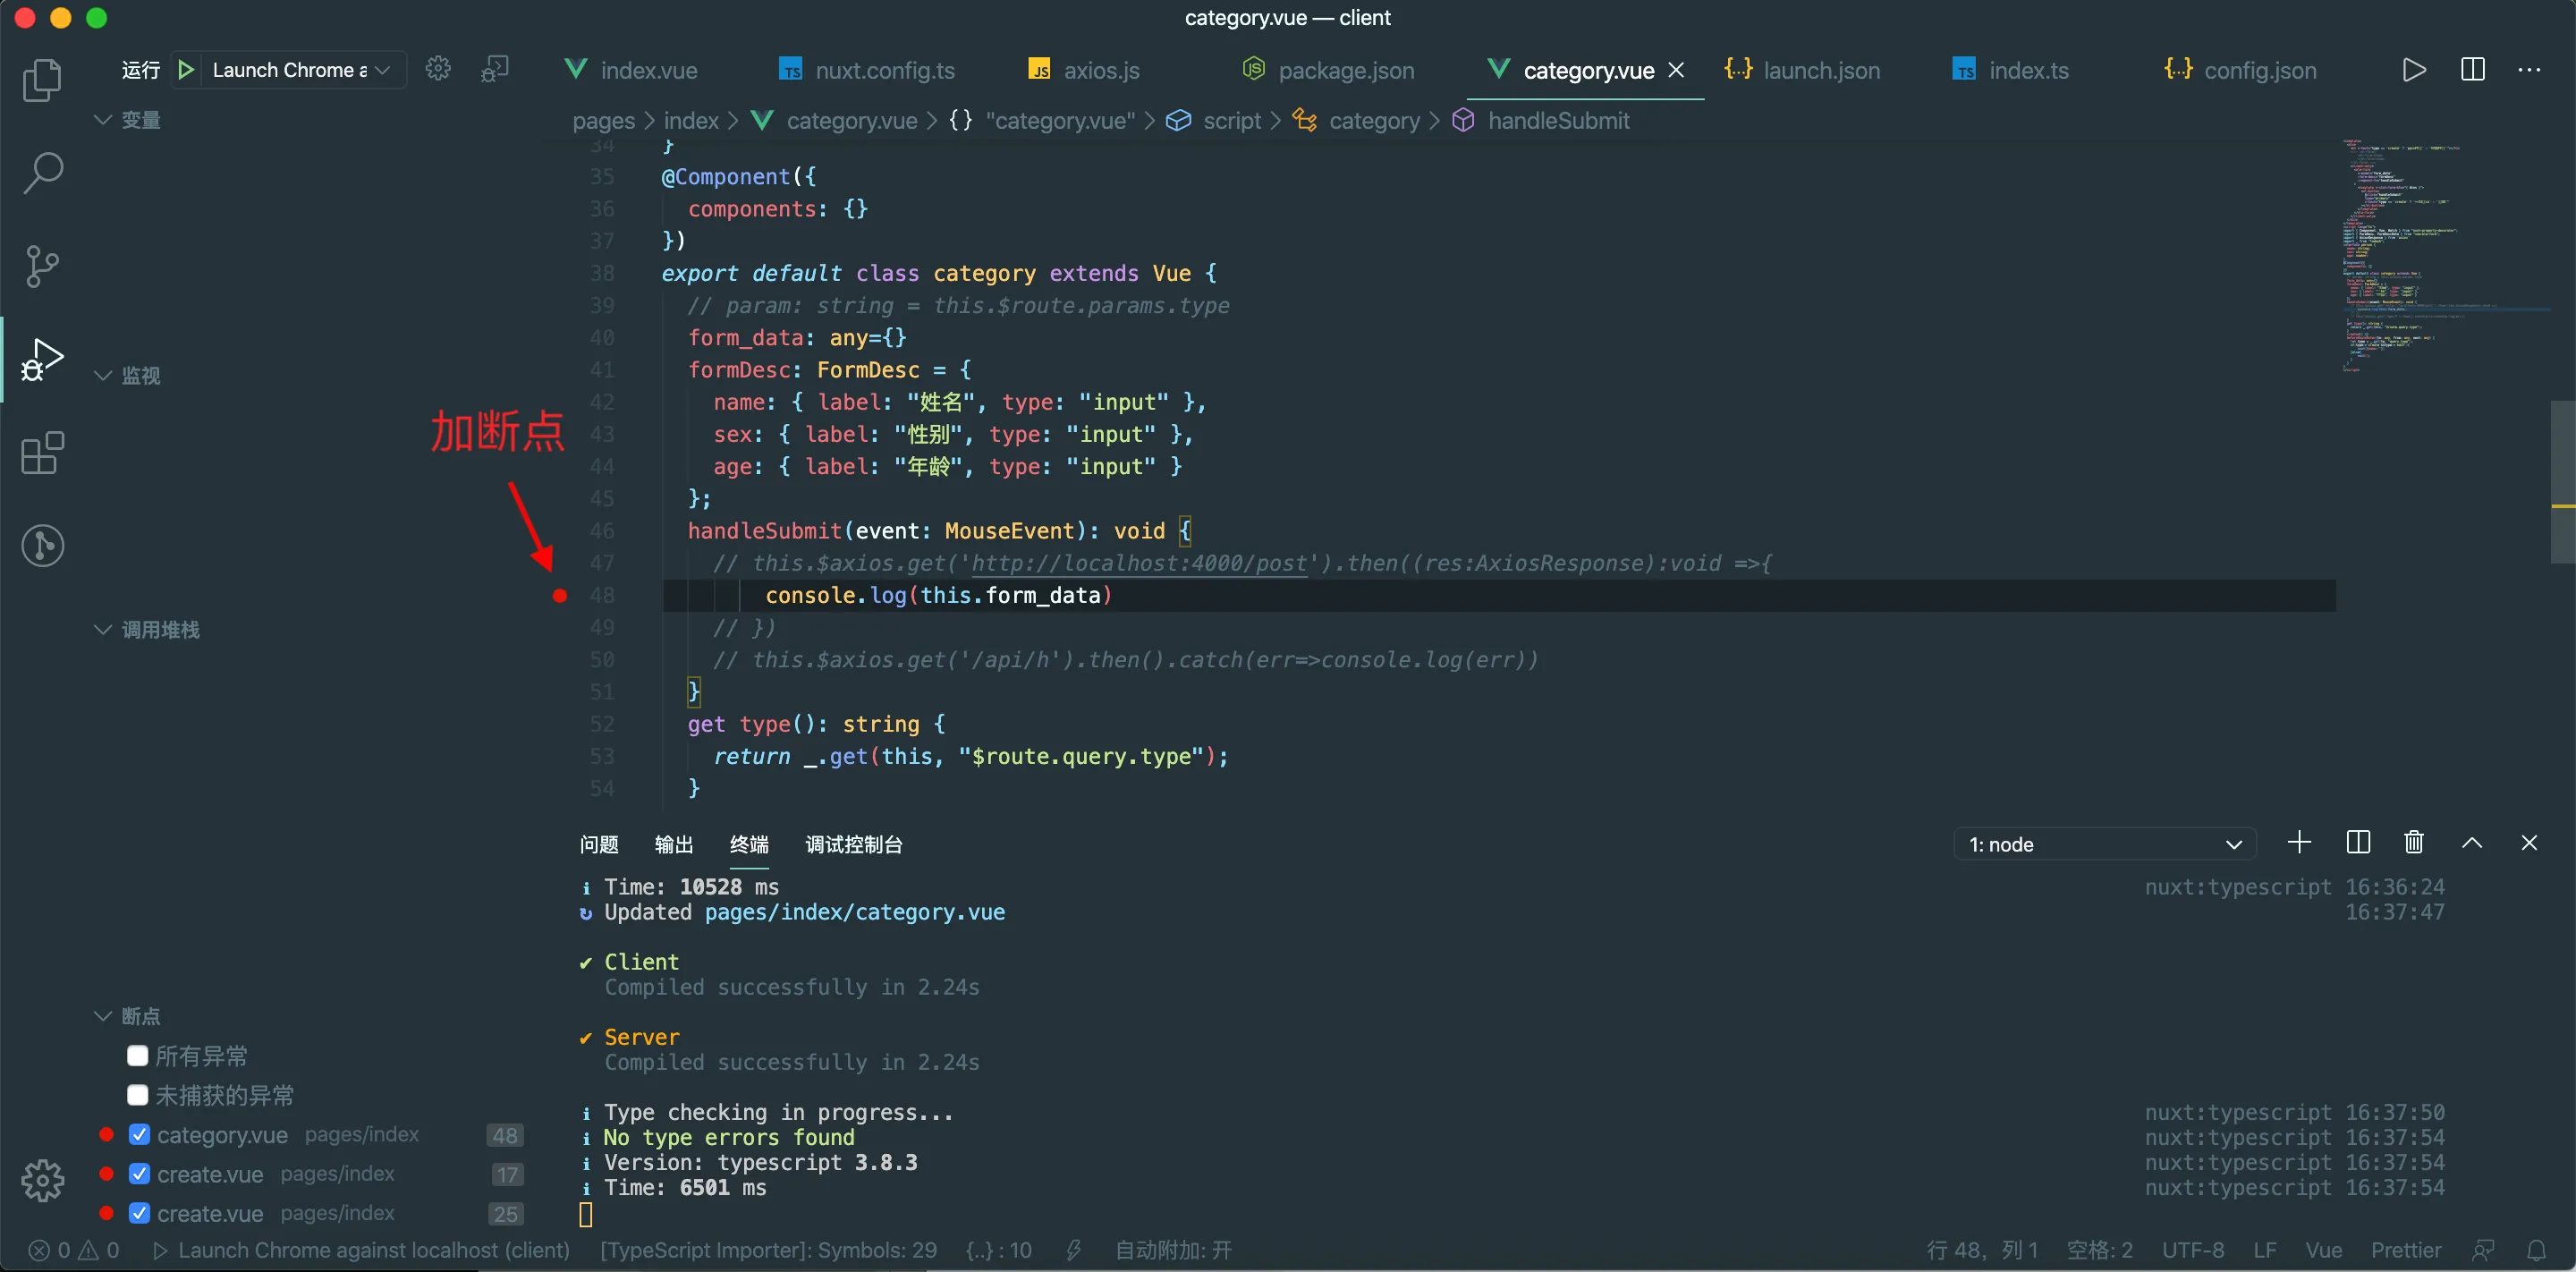 category.vue — client
运行 Launch Chrome a
index.vue
nuxt.config.ts
JS axios.js
package.json
category.vue
launch.json
TS index.ts
config.json
变量
监视
调用堆栈
断点
所有异常
未捕获的异常
category.vue pages/index 48
create.vue pages/index 17
create.vue pages/index 25
pages > index > category.vue > {} "category.vue" > script > category > handleSubmit
34 }
35 @Component({
36 components: {}
37 })
38 export default class category extends Vue {
39 // param: string = this.$route.params.type
40 form_data: any={}
41 formDesc: FormDesc = {
42 name: { label: "姓名", type: "input" },
43 sex: { label: "性别", type: "input" },
44 age: { label: "年龄", type: "input" }
45 };
46 handleSubmit(event: MouseEvent): void {
47 // this.$axios.get('http://localhost:4000/post').then((res:AxiosResponse):void =>{
48 console.log(this.form_data)
49 // })
50 // this.$axios.get('/api/h').then().catch(err=>console.log(err))
51 }
52 get type(): string {
53 return _.get(this, "$route.query.type");
54 }
加断点
问题 输出 终端 调试控制台 1: node
i Time: 10528 ms nuxt:typescript 16:36:24
↻ Updated pages/index/category.vue 16:37:47
✔ Client
Compiled successfully in 2.24s
✔ Server
Compiled successfully in 2.24s
i Type checking in progress... nuxt:typescript 16:37:50
i No type errors found nuxt:typescript 16:37:54
i Version: typescript 3.8.3 nuxt:typescript 16:37:54
i Time: 6501 ms nuxt:typescript 16:37:54
0 0 Launch Chrome against localhost (client) [TypeScript Importer]: Symbols: 29 {..} : 10 自动附加: 开 行 48，列 1 空格: 2 UTF-8 LF Vue Prettier